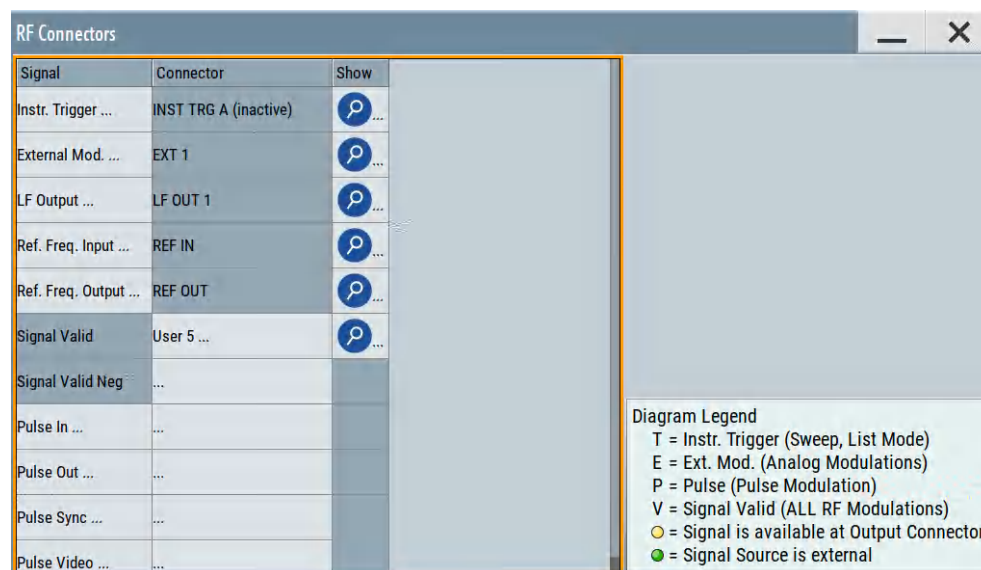 RF Connectors
Signal Connector Show
Instr. Trigger ... INST TRG A (inactive) ...
External Mod. ... EXT 1 ...
LF Output ... LF OUT 1 ...
Ref. Freq. Input ... REF IN ...
Ref. Freq. Output ... REF OUT ...
Signal Valid User 5 ... ...
Signal Valid Neg ...
Pulse In ... ...
Pulse Out ... ...
Pulse Sync ... ...
Pulse Video ... ...
Diagram Legend
T = Instr. Trigger (Sweep, List Mode)
E = Ext. Mod. (Analog Modulations)
P = Pulse (Pulse Modulation)
V = Signal Valid (ALL RF Modulations)
= Signal is available at Output Connector
= Signal Source is external